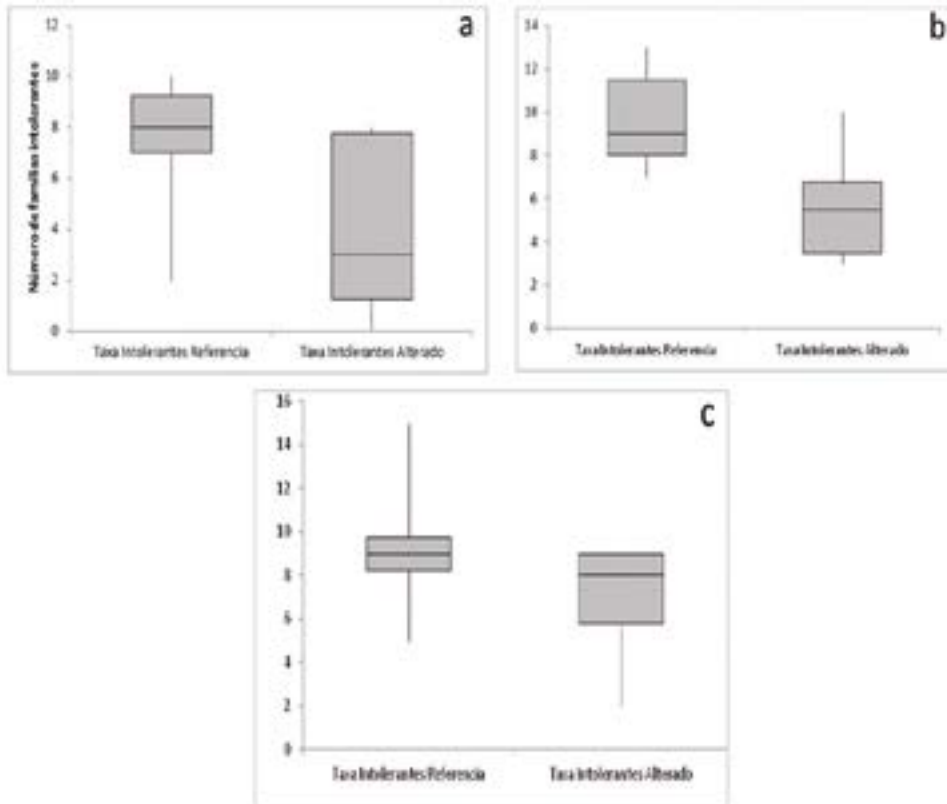 a
Número de familias intolerantes
12
10
8
6
4
2
0
Taxa Intolerantes Referencia
Taxa Intolerantes Alterado
b
14
12
10
8
6
4
2
0
Taxa Intolerantes Referencia
Taxa Intolerantes Alterado
c
16
14
12
10
8
6
4
2
0
Taxa Intolerantes Referencia
Taxa Intolerantes Alterado